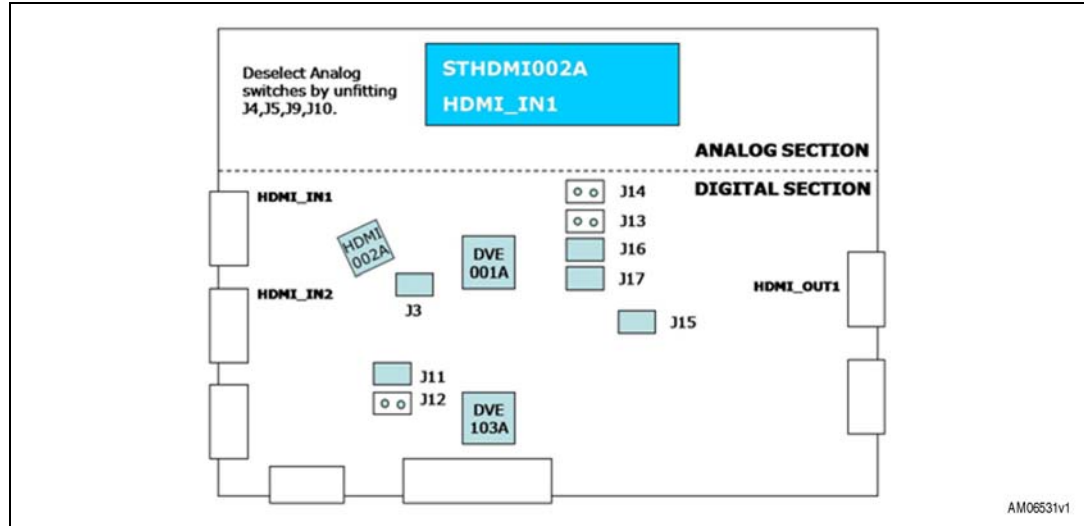 Deselect Analog
switches by unfitting
J4,J5,J9,J10.
STHDMI002A
HDMI_IN1
ANALOG SECTION
DIGITAL SECTION
HDMI_IN1
J14
J13
HDMI
002A
DVE
001A
J16
J17
HDMI_OUT1
HDMI_IN2
J3
J15
J11
J12
DVE
103A
AM06531v1